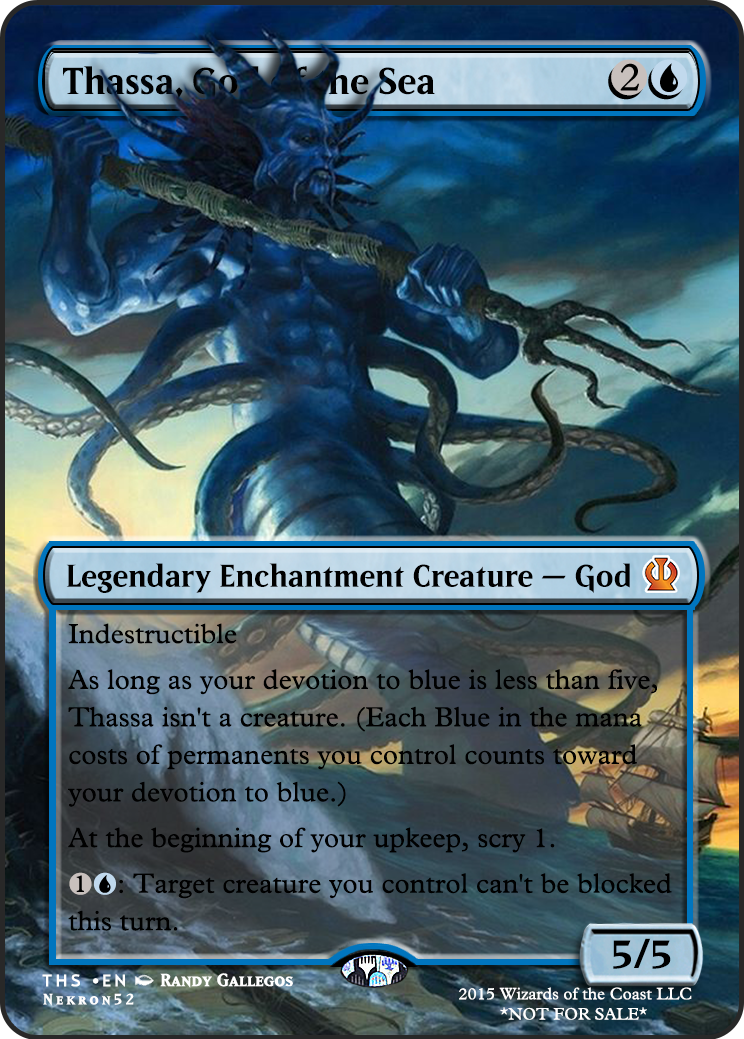 Thassa, God of the Sea 2
Legendary Enchantment Creature — God
Indestructible
As long as your devotion to blue is less than five,
Thassa isn't a creature. (Each Blue in the mana
costs of permanents you control counts toward
your devotion to blue.)
At the beginning of your upkeep, scry 1.
1: Target creature you control can't be blocked
this turn.
5/5
THS • EN Randy Gallegos
Nekron52
2015 Wizards of the Coast LLC
*NOT FOR SALE*